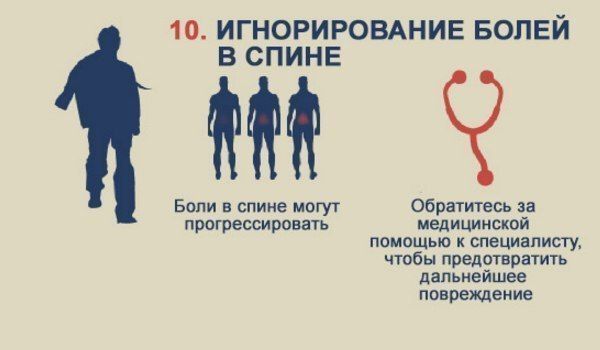 10. ИГНОРИРОВАНИЕ БОЛЕЙ
В СПИНЕ
Боли в спине могут
прогрессировать
Обратитесь за
медицинской
помощью к специалисту,
чтобы предотвратить
дальнейшее
повреждение